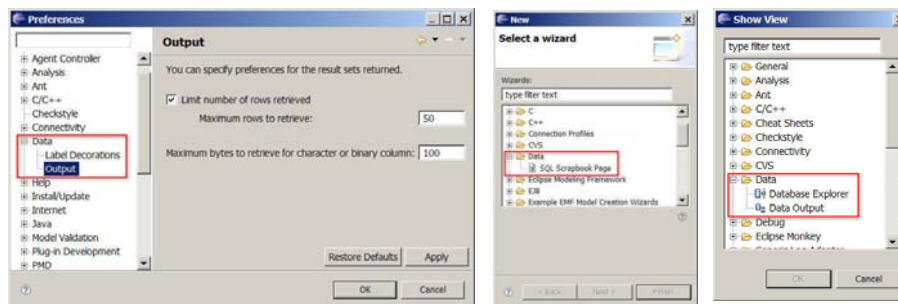 Preferences
Output
Agent Controller
Analysis
Ant
C/C++
Checkstyle
Connectivity
Data
Label Decorations
Output
Help
Install/Update
Internet
Java
Model Validation
Plug-in Development
PMD
You can specify preferences for the result sets returned.
Limit number of rows retrieved
Maximum rows to retrieve: 50
Maximum bytes to retrieve for character or binary column: 100
Restore Defaults
Apply
OK
Cancel
New
Select a wizard
Wizards:
type filter text
C
C++
Connection Profiles
CVS
Data
SQL Scrapbook Page
Eclipse Modeling Framework
EJB
Example EMF Model Creation Wizards
< Back
Next >
Finish
Show View
type filter text
General
Analysis
Ant
C/C++
Cheat Sheets
Checkstyle
Connectivity
CVS
Data
Database Explorer
Data Output
Debug
Eclipse Monkey
OK
Cancel